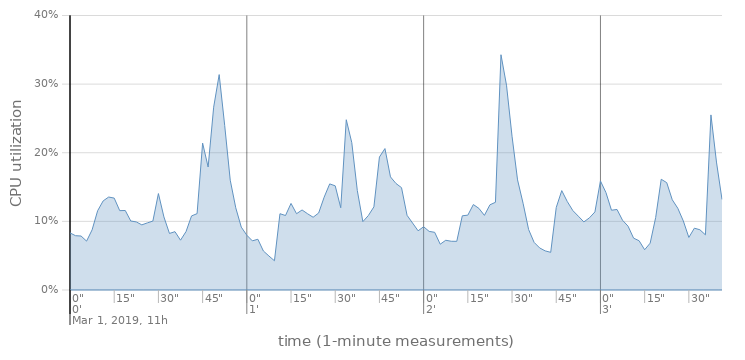 40%
30%
20%
10%
0%
CPU utilization
0" 15" 30" 45" 0" 15" 30" 45" 0" 15" 30" 45" 0" 15" 30"
0' 1' 2' 3'
Mar 1, 2019, 11h
time (1-minute measurements)